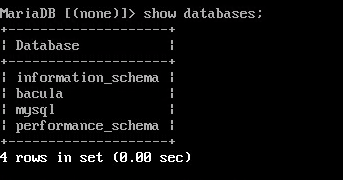 MariaDB [(none)]> show databases;
+--------------------+
| Database           |
+--------------------+
| information_schema |
| bacula             |
| mysql              |
| performance_schema |
+--------------------+
4 rows in set (0.00 sec)